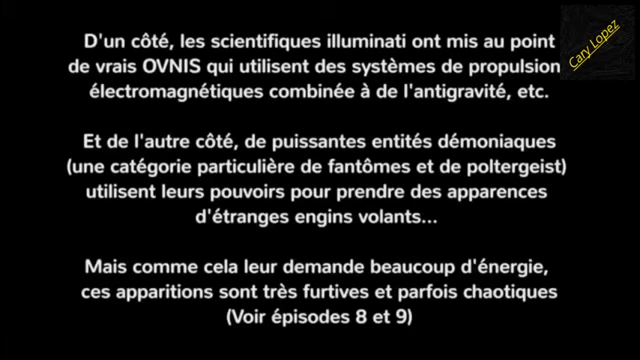 D'un côté, les scientifiques illuminati ont mis au point
de vrais OVNIS qui utilisent des systèmes de propulsion
électromagnétiques combinée à de l'antigravité, etc.
Et de l'autre côté, de puissantes entités démoniaques
(une catégorie particulière de fantômes et de poltergeist)
utilisent leurs pouvoirs pour prendre des apparences
d'étranges engins volants...
Mais comme cela leur demande beaucoup d'énergie,
ces apparitions sont très furtives et parfois chaotiques
(Voir épisodes 8 et 9)
Cary Lopez